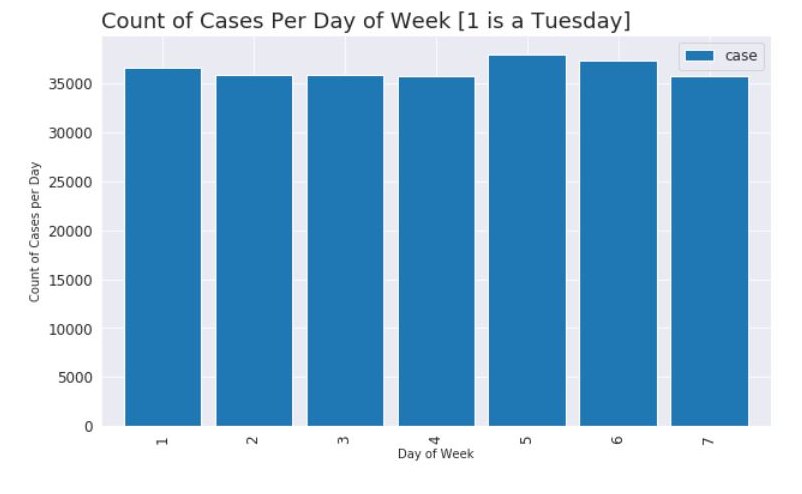 Count of Cases Per Day of Week [1 is a Tuesday]
case
35000
30000
25000
20000
15000
10000
5000
0
Count of Cases per Day
1 2 3 4 5 6 7
Day of Week